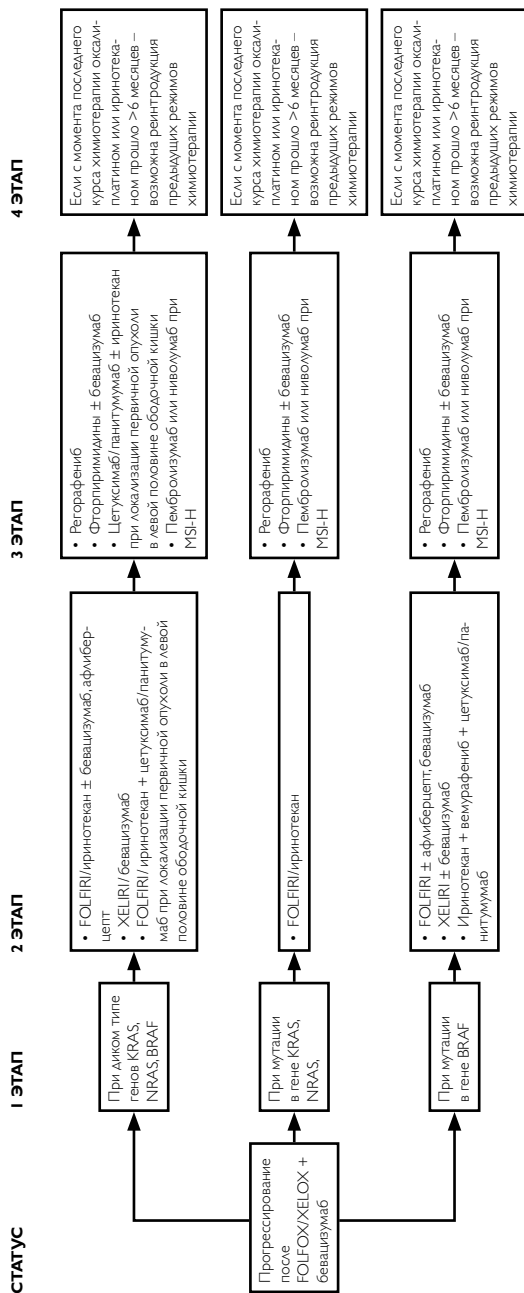 СТАТУС
1 ЭТАП
2 ЭТАП
3 ЭТАП
4 ЭТАП
Прогрессирование
после
FOLFOX/XELOX +
бевацизумаб
При диком типе
генов KRAS,
NRAS, BRAF
• FOLFIRI/иринотекан ± бевацизумаб, афлибер-
цепт
• XELIRI/бевацизумаб
• FOLFIRI/ иринотекан + цетуксимаб/панитуму-
маб при локализации первичной опухоли в левой
половине ободочной кишки
• Регорафениб
• Фторпиримидины ± бевацизумаб
• Цетуксимаб/панитумумаб ± иринотекан
при локализации первичной опухоли
в левой половине ободочной кишки
• Пембролизумаб или ниволумаб при
MSI-H
Если с момента последнего
курса химиотерапии оксали-
платином или иринотека-
ном прошло >6 месяцев –
возможна реинтродукция
предыдущих режимов
химиотерапии
При мутации
в гене KRAS,
NRAS,
• FOLFIRI/иринотекан
• Регорафениб
• Фторпиримидины ± бевацизумаб
• Пембролизумаб или ниволумаб при
MSI-H
Если с момента последнего
курса химиотерапии оксали-
платином или иринотека-
ном прошло >6 месяцев –
возможна реинтродукция
предыдущих режимов
химиотерапии
При мутации
в гене BRAF
• FOLFIRI ± афлиберцепт, бевацизумаб
• XELIRI ± бевацизумаб
• Иринотекан + вемурафениб + цетуксимаб/па-
нитумумаб
• Регорафениб
• Фторпиримидины ± бевацизумаб
• Пембролизумаб или ниволумаб при
MSI-H
Если с момента последнего
курса химиотерапии оксали-
платином или иринотека-
ном прошло >6 месяцев –
возможна реинтродукция
предыдущих режимов
химиотерапии